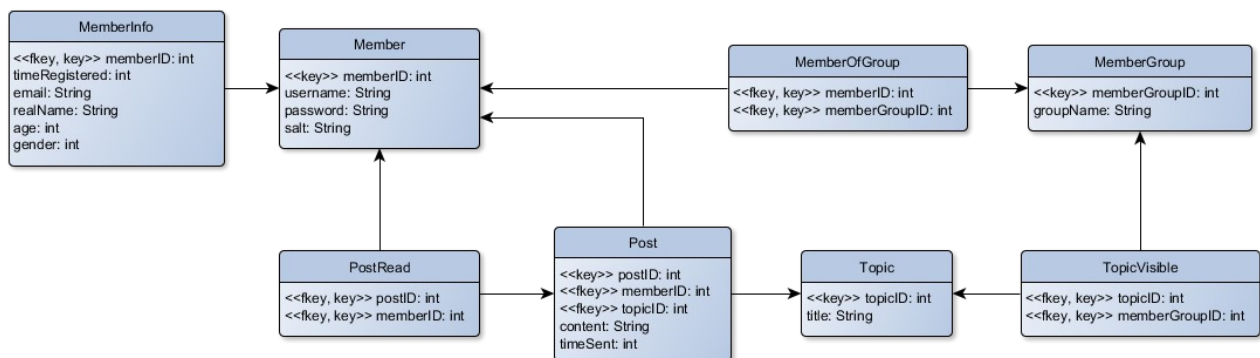 MemberInfo
<<fkey, key>> memberID: int
timeRegistered: int
email: String
realName: String
age: int
gender: int
Member
<<key>> memberID: int
username: String
password: String
salt: String
MemberOfGroup
<<fkey, key>> memberID: int
<<fkey, key>> memberGroupID: int
MemberGroup
<<key>> memberGroupID: int
groupName: String
PostRead
<<fkey, key>> postID: int
<<fkey, key>> memberID: int
Post
<<key>> postID: int
<<fkey>> memberID: int
<<fkey>> topicID: int
content: String
timeSent: int
Topic
<<key>> topicID: int
title: String
TopicVisible
<<fkey, key>> topicID: int
<<fkey, key>> memberGroupID: int